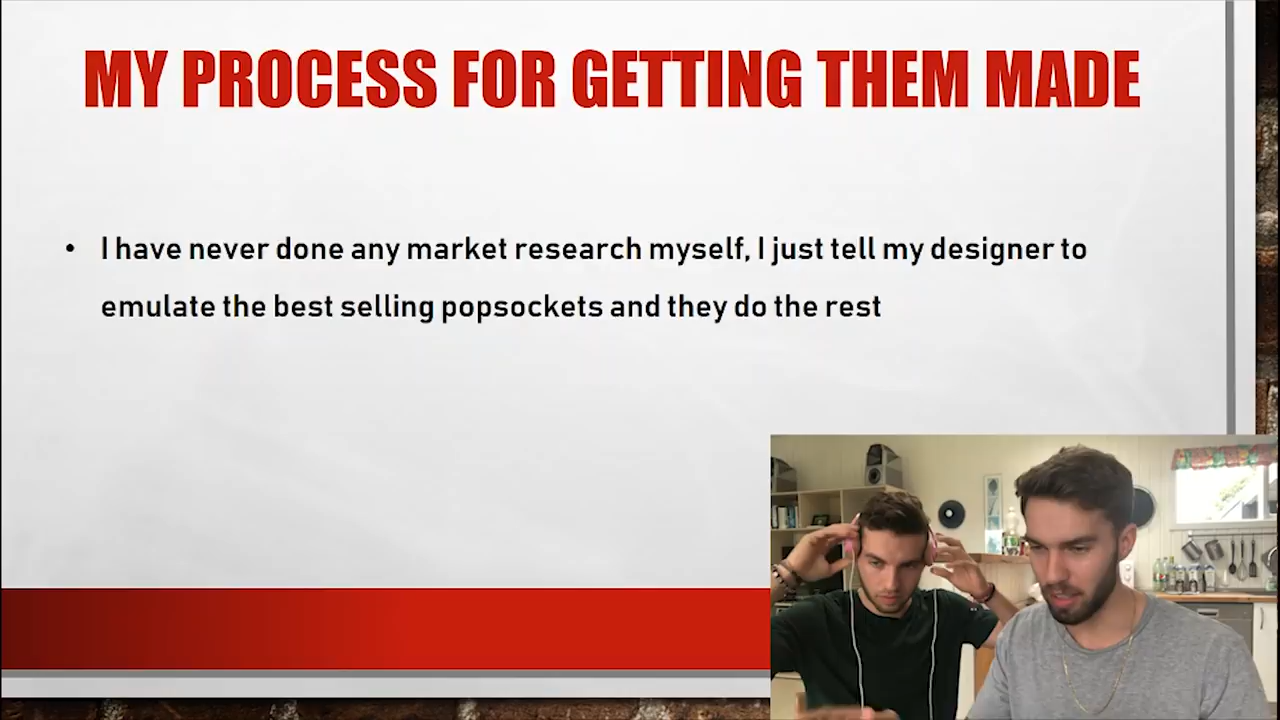 MY PROCESS FOR GETTING THEM MADE
• I have never done any market research myself, I just tell my designer to
emulate the best selling popsockets and they do the rest